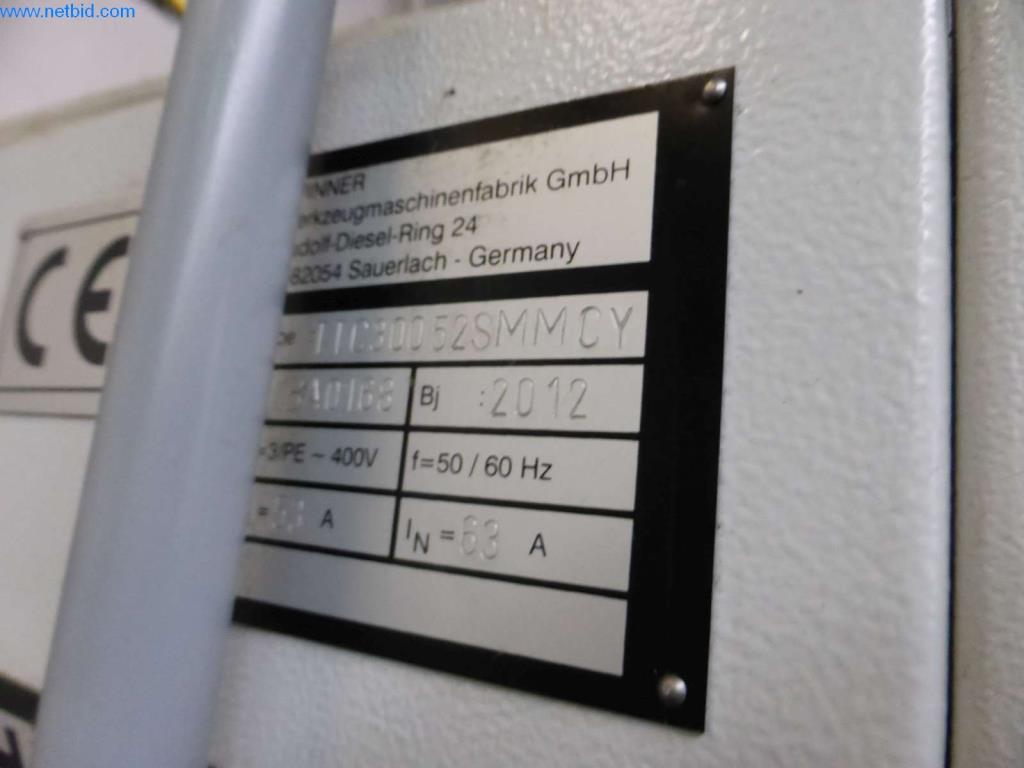 www.netbid.com
CE
INNER
erkzeugmaschinenfabrik GmbH
dolf-Diesel-Ring 24
82054 Sauerlach - Germany
pe TTC30052SMMCY
Bj :2012
=3/PE ~ 400V f=50 / 60 Hz
A IN =63 A